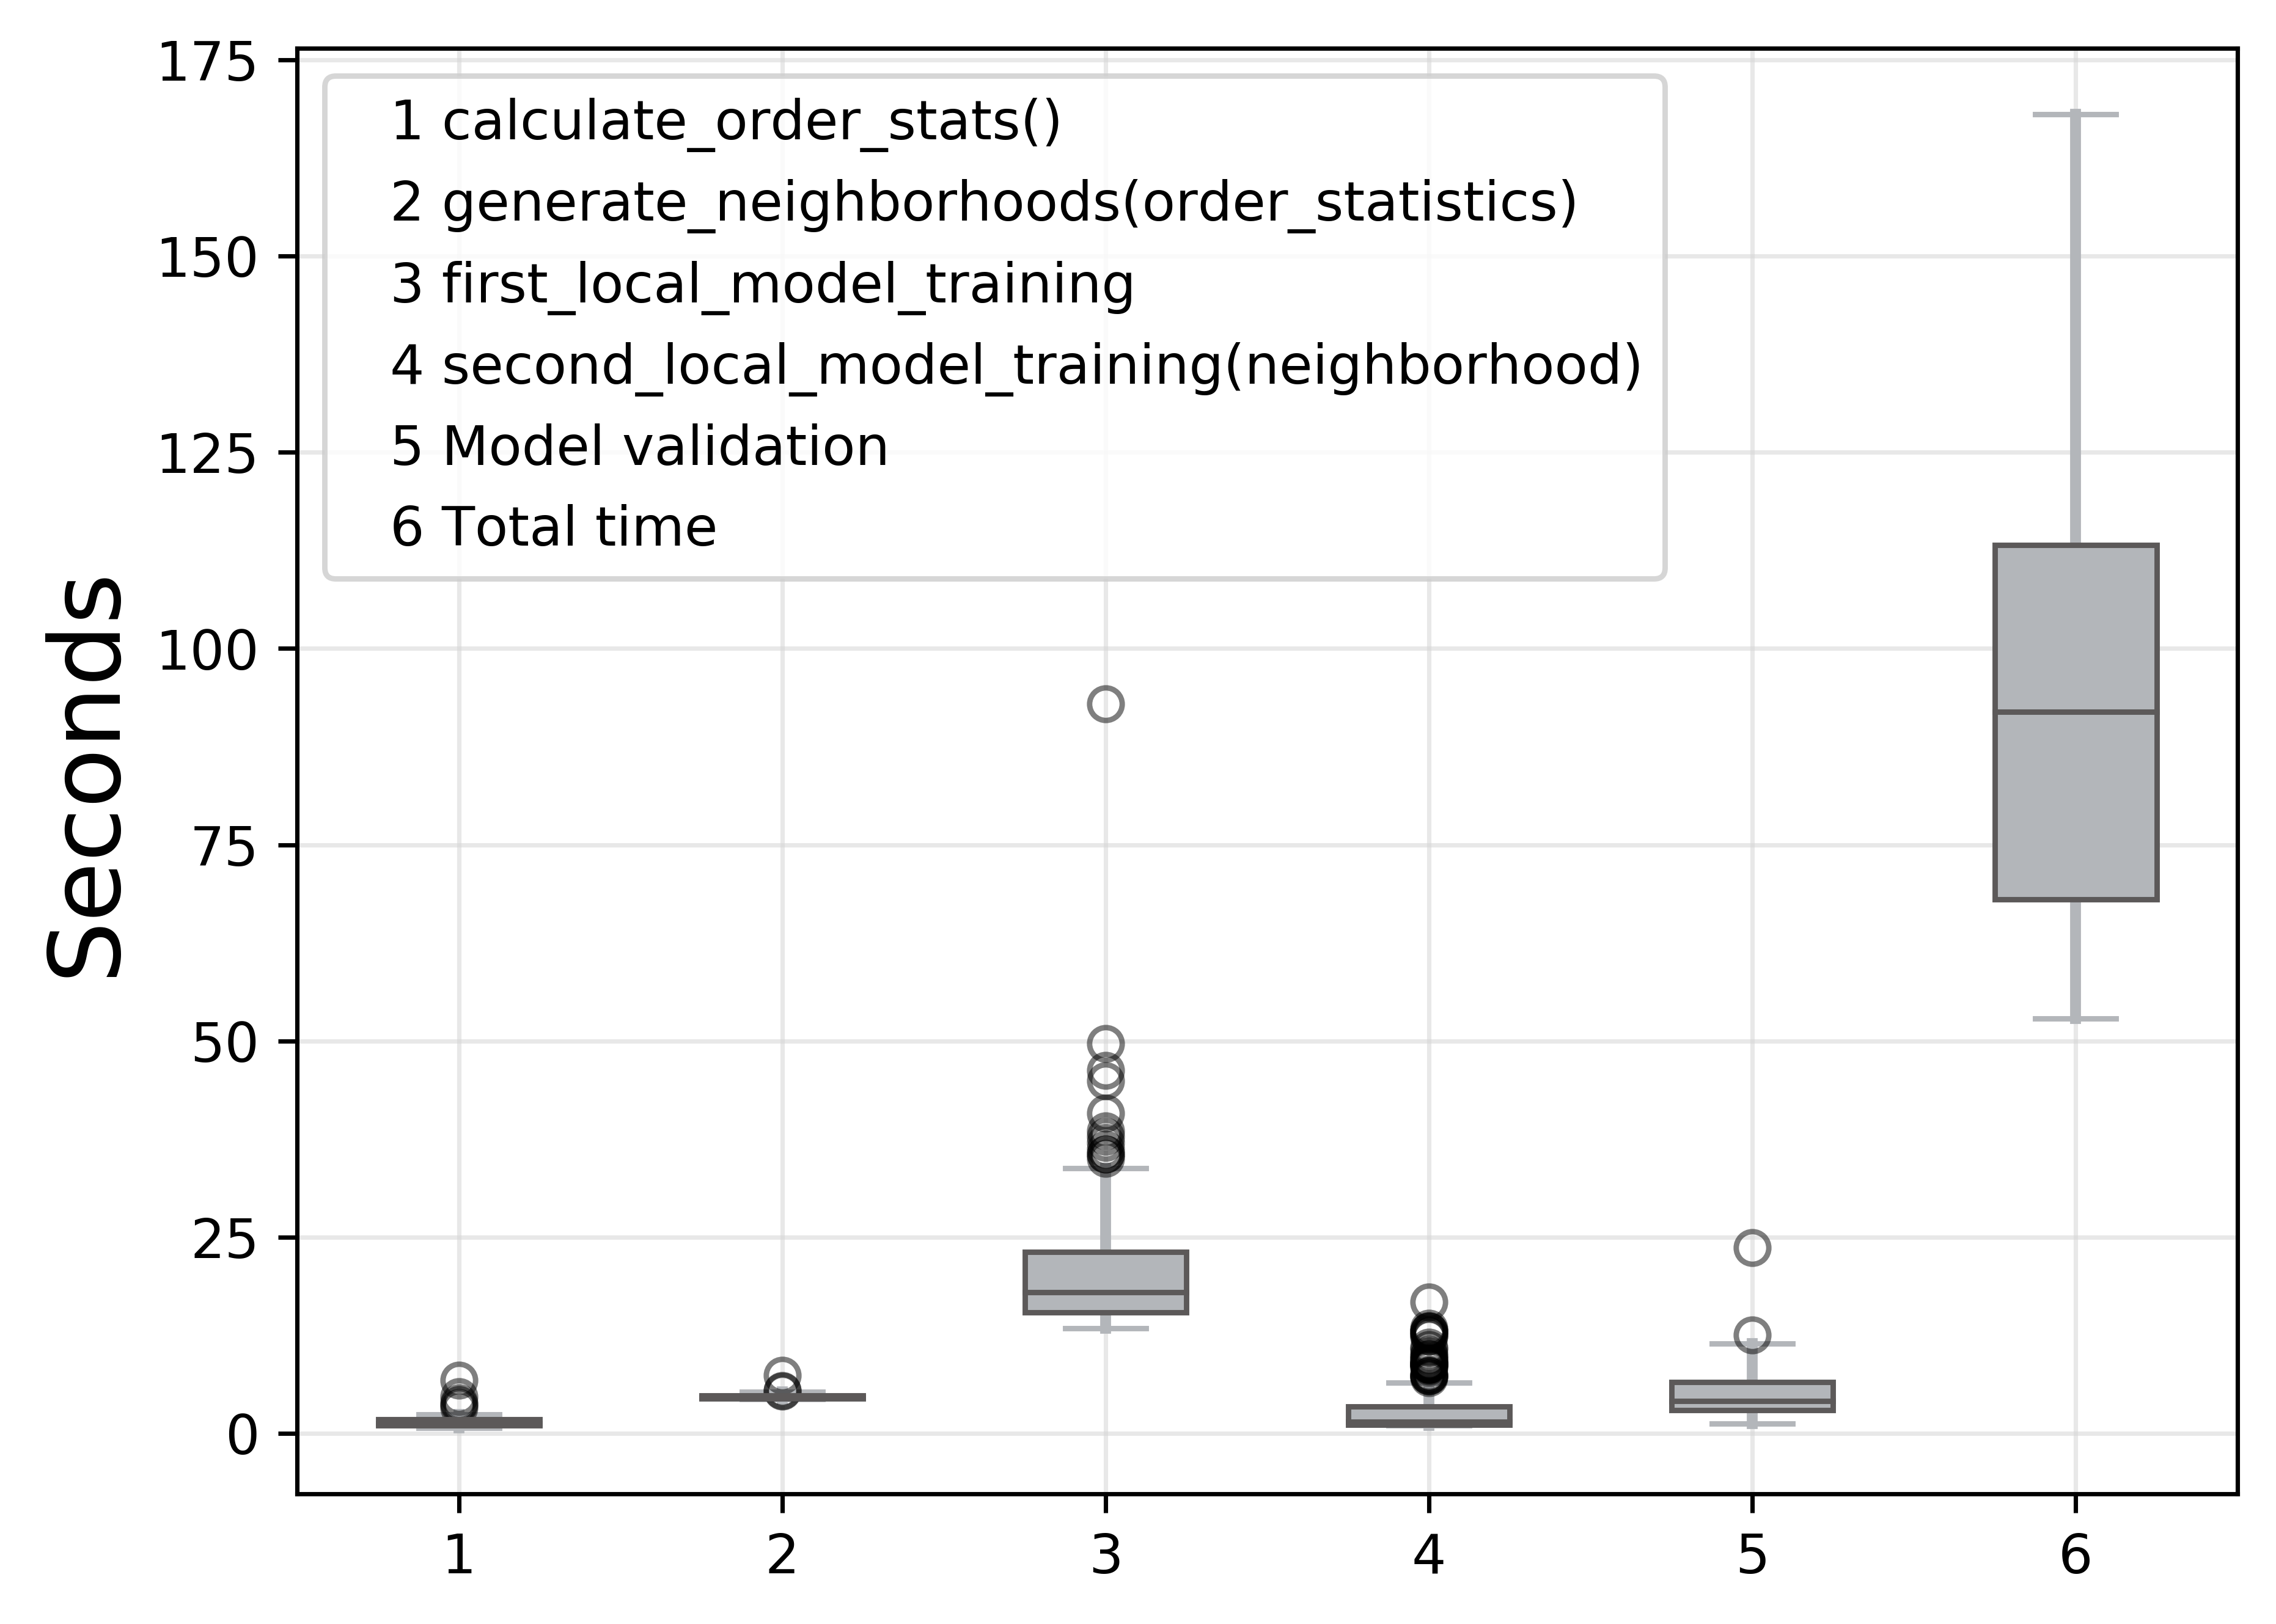 175
150
125
100
75
50
25
0
Seconds
1 calculate_order_stats()
2 generate_neighborhoods(order_statistics)
3 first_local_model_training
4 second_local_model_training(neighborhood)
5 Model validation
6 Total time
1 2 3 4 5 6